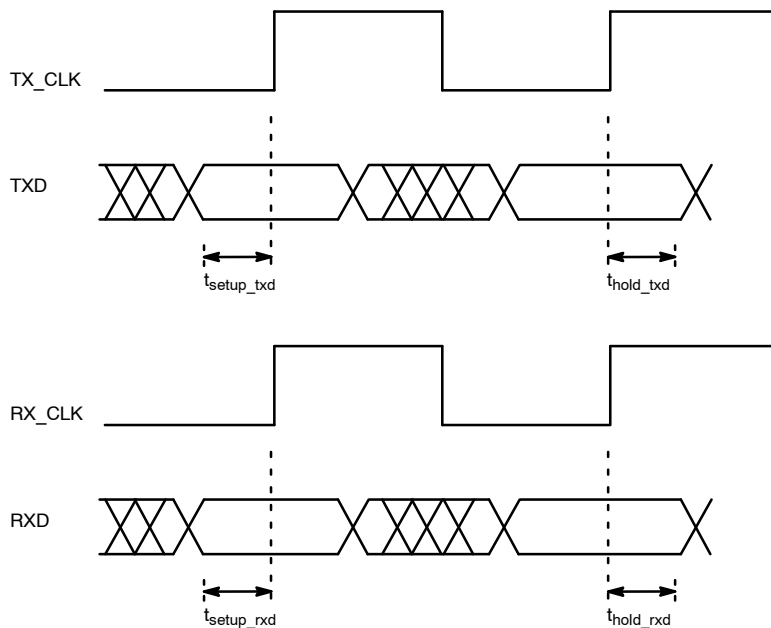 TX_CLK
TXD
tsetup_txd
thold_txd
RX_CLK
RXD
tsetup_rxd
thold_rxd